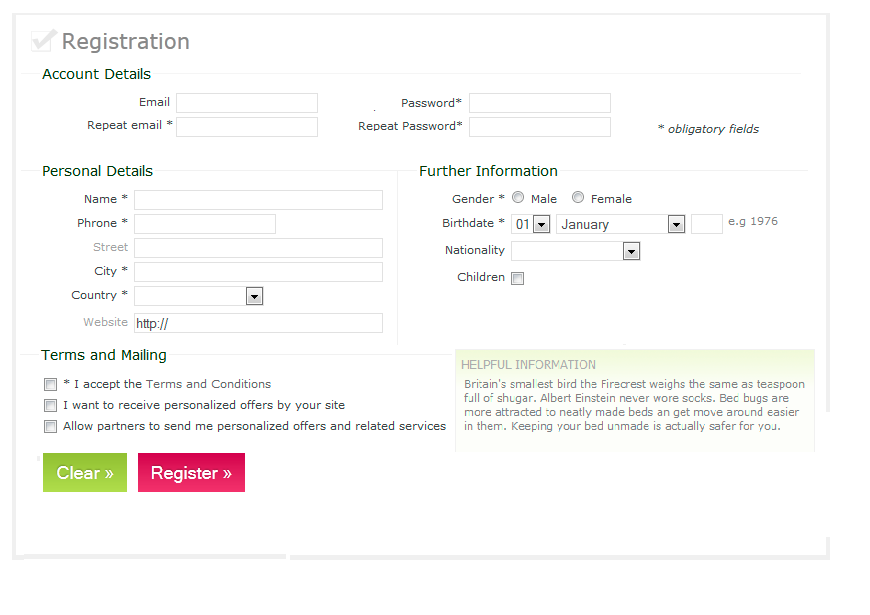 Registration
Account Details
Email
Password*
Repeat email *
Repeat Password*
* obligatory fields
Personal Details
Name *
Phrone *
Street
City *
Country *
Website http://
Further Information
Gender * Male Female
Birthdate * 01 January e.g 1976
Nationality
Children
Terms and Mailing
* I accept the Terms and Conditions
I want to receive personalized offers by your site
Allow partners to send me personalized offers and related services
HELPFUL INFORMATION
Britain's smallest bird the Firecrest weighs the same as teaspoon
full of shugar. Albert Einstein never wore socks. Bed bugs are
more attracted to neatly made beds an get move around easier
in them. Keeping your bed unmade is actually safer for you.
Clear »
Register »